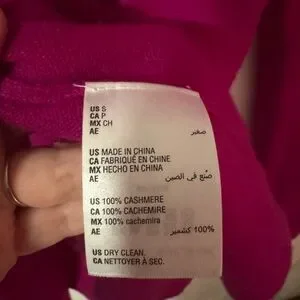 US S
CA P
MX CH
AE صغير
US MADE IN CHINA
CA FABRIQUÉ EN CHINE
MX HECHO EN CHINA
AE صُنع في الصين
US 100% CASHMERE
CA 100% CACHEMIRE
MX 100% cachemira
AE 100% كشمير
US DRY CLEAN.
CA NETTOYER À SEC.